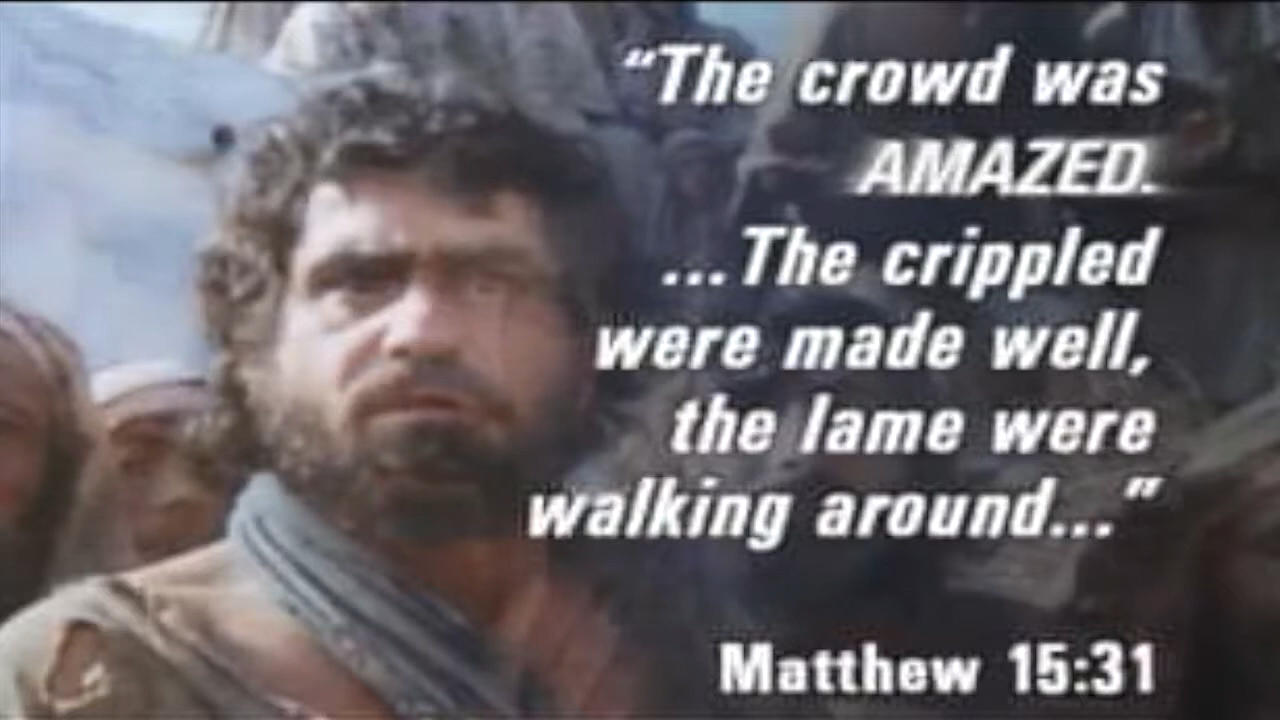 “The crowd was
AMAZED.
...The crippled
were made well,
the lame were
walking around...”
Matthew 15:31